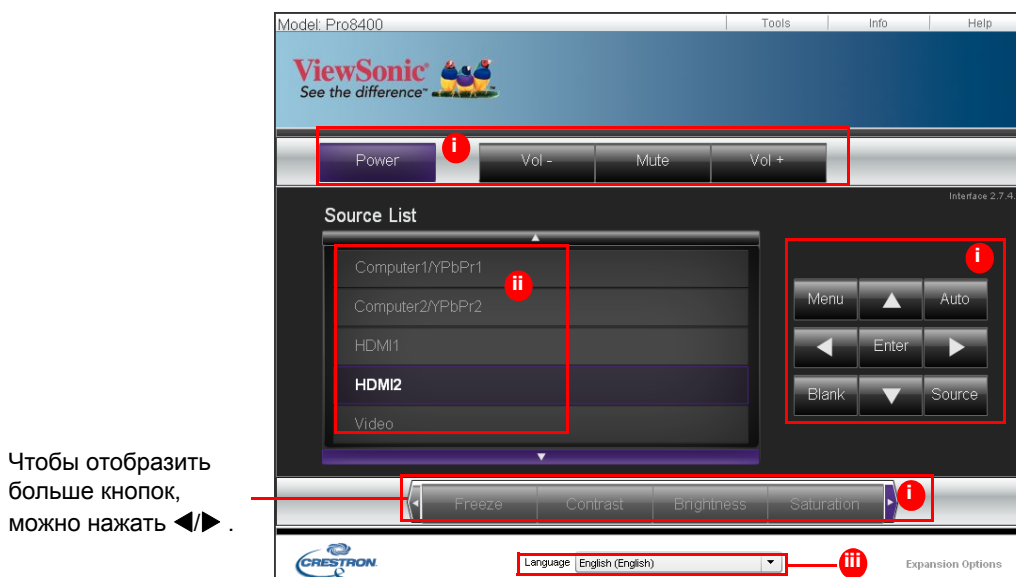 Model: Pro8400
Tools
Info
Help
ViewSonic®
See the difference™
i
Power
Vol -
Mute
Vol +
Interface 2.7.4.
Source List
Computer1/YPbPr1
ii
Computer2/YPbPr2
HDMI1
HDMI2
Video
i
Menu
Auto
Enter
Blank
Source
Чтобы отобразить
больше кнопок,
можно нажать ◀/▶ .
Freeze
Contrast
Brightness
Saturation
i
CRESTRON
Language
English (English)
iii
Expansion Options